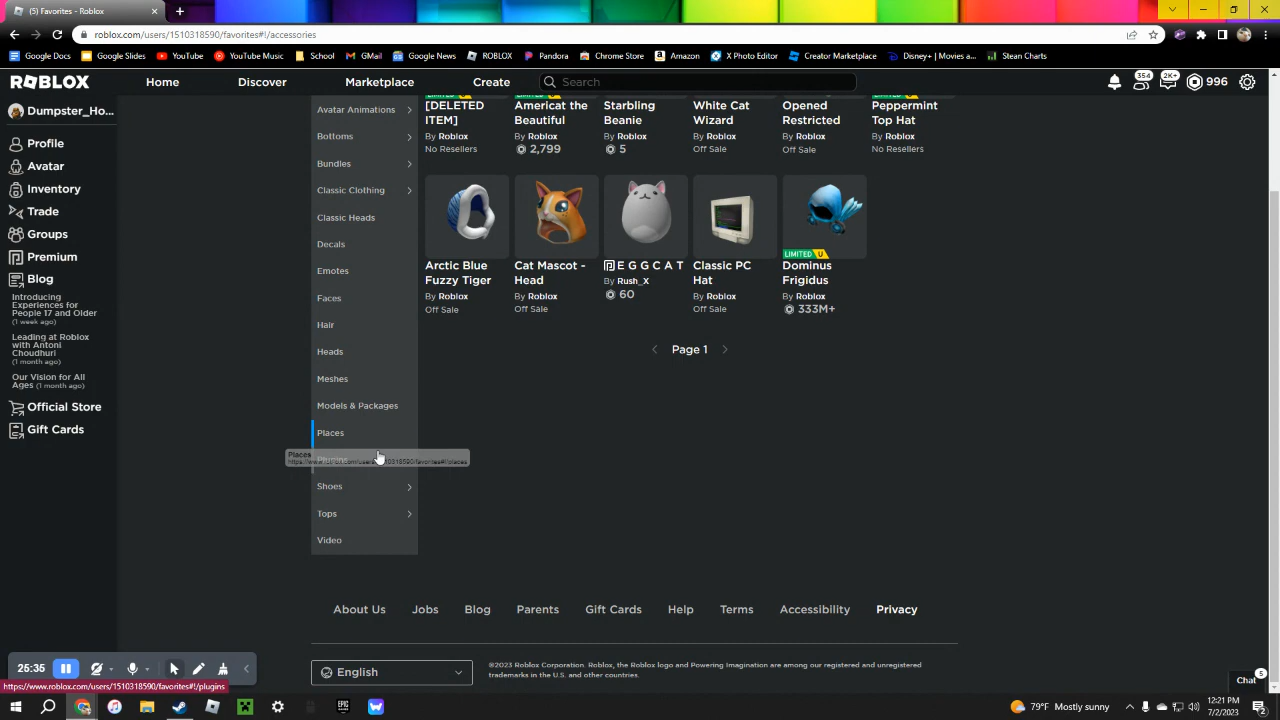 (5) Favorites - Roblox
roblox.com/users/1510318590/favorites#!/accessories
Google Docs Google Slides YouTube YouTube Music School GMail Google News ROBLOX Pandora Chrome Store Amazon X Photo Editor Creator Marketplace Disney+ | Movies a... Stean Charts
ROBLOX Home Discover Marketplace Create Search 354 2K+ 996
Dumpster_Ho...
Profile
Avatar
Inventory
Trade
Groups
Premium
Blog
Introducing
Experiences for
People 17 and Older
(1 week ago)
Leading at Roblox
with Antoni
Choudhuri
(1 month ago)
Our Vision for All
Ages (1 month ago)
Official Store
Gift Cards
Avatar Animations
Bottoms
Bundles
Classic Clothing
Classic Heads
Decals
Emotes
Faces
Hair
Heads
Meshes
Models & Packages
Places
Places
Plugins
Shoes
Tops
Video
[DELETED
ITEM]
By Roblox
No Resellers
Americat the
Beautiful
By Roblox
2,799
Starbling
Beanie
By Roblox
5
White Cat
Wizard
By Roblox
Off Sale
Opened
Restricted
By Roblox
Off Sale
Peppermint
Top Hat
By Roblox
No Resellers
Arctic Blue
Fuzzy Tiger
By Roblox
Off Sale
Cat Mascot -
Head
By Roblox
Off Sale
E G G C A T
By Rush_X
60
Classic PC
Hat
By Roblox
Off Sale
LIMITED U
Dominus
Frigidus
By Roblox
333M+
Page 1
About Us Jobs Blog Parents Gift Cards Help Terms Accessibility Privacy
English
©2023 Roblox Corporation. Roblox, the Roblox logo and Powering Imagination are among our registered and unregistered
trademarks in the U.S. and other countries.
25:35
Chat 5
https://www.roblox.com/users/1510318590/favorites#!/plugins
79°F Mostly sunny
12:21 PM
7/2/2023
2